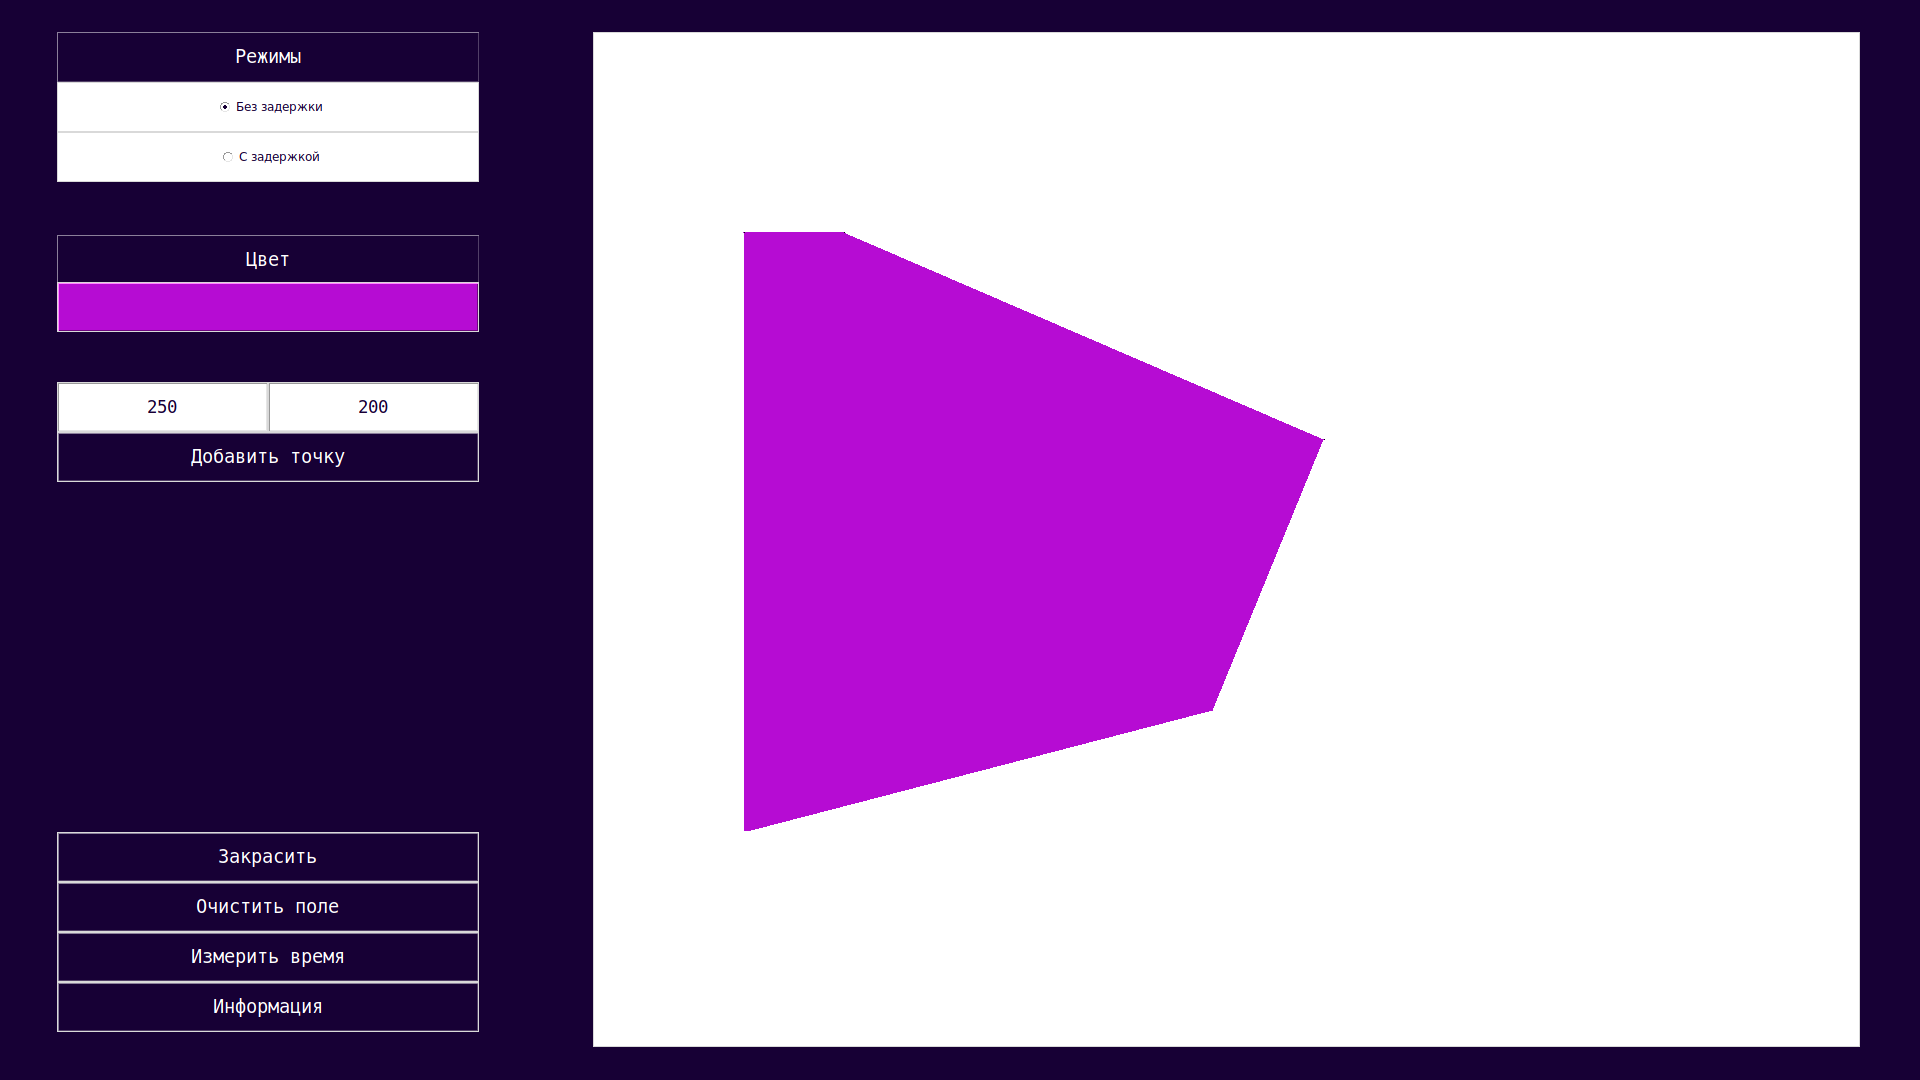 Режимы
Без задержки
С задержкой
Цвет
250 200
Добавить точку
Закрасить
Очистить поле
Измерить время
Информация